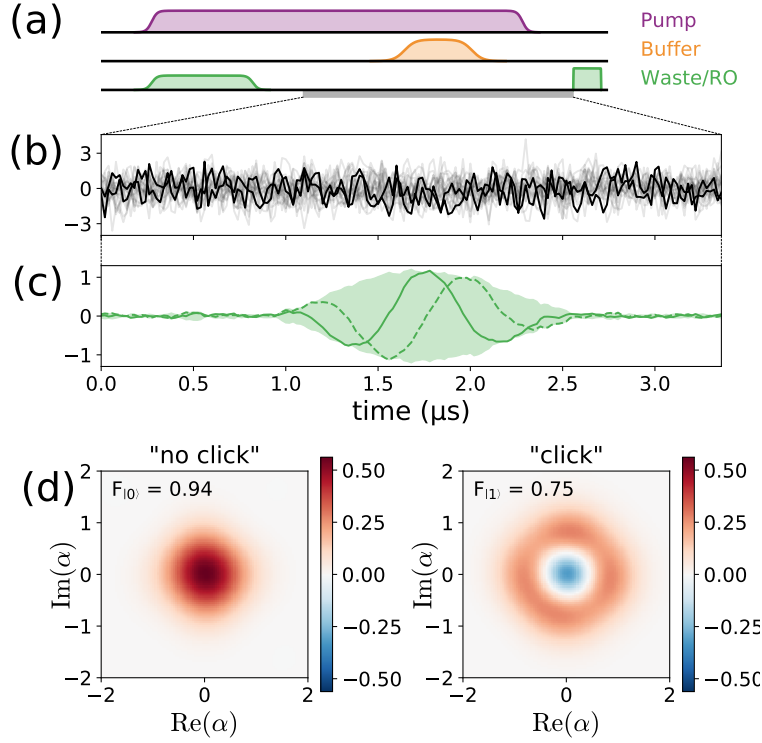 (a)
Pump
Buffer
Waste/RO
(b)
3
0
−3
(c)
1
0
−1
0.0 0.5 1.0 1.5 2.0 2.5 3.0
time (μs)
(d)
"no click"
F|0⟩ = 0.94
2
1
0
−1
−2
Im(α)
−2 0 2
Re(α)
0.50
0.25
0.00
−0.25
−0.50
"click"
F|1⟩ = 0.75
2
1
0
−1
−2
Im(α)
−2 0 2
Re(α)
0.50
0.25
0.00
−0.25
−0.50